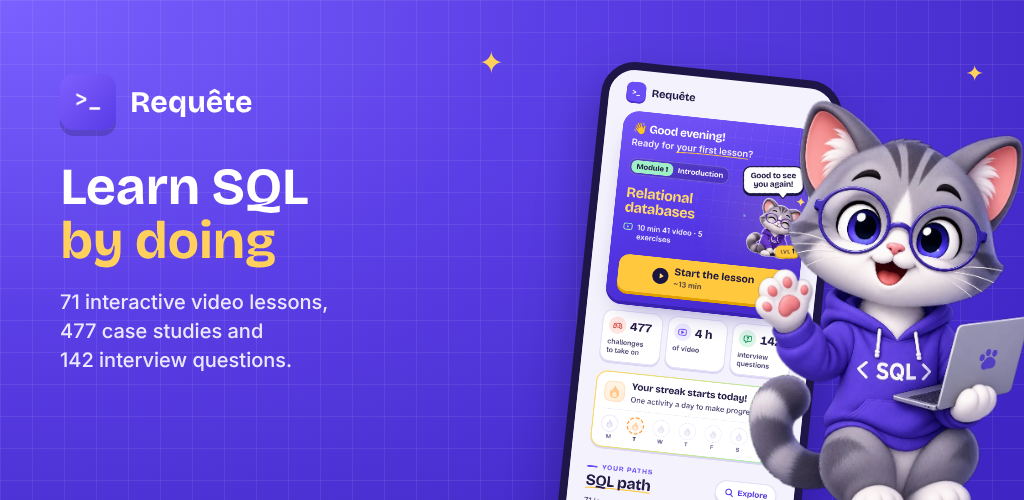 >_ Requête
Learn SQL
by doing
71 interactive video lessons,
477 case studies and
142 interview questions.
>_ Requête
👋 Good evening!
Ready for your first lesson?
Module 1 Introduction
Good to see
you again!
Relational
databases
10 min 41 video · 5
exercises
LVL 1
Start the lesson
~13 min
477
challenges
to take on
4 h
of video
interview
questions
Your streak starts today!
One activity a day to make
M T W T F S
YOUR PATHS
SQL path
Explore
< SQL >